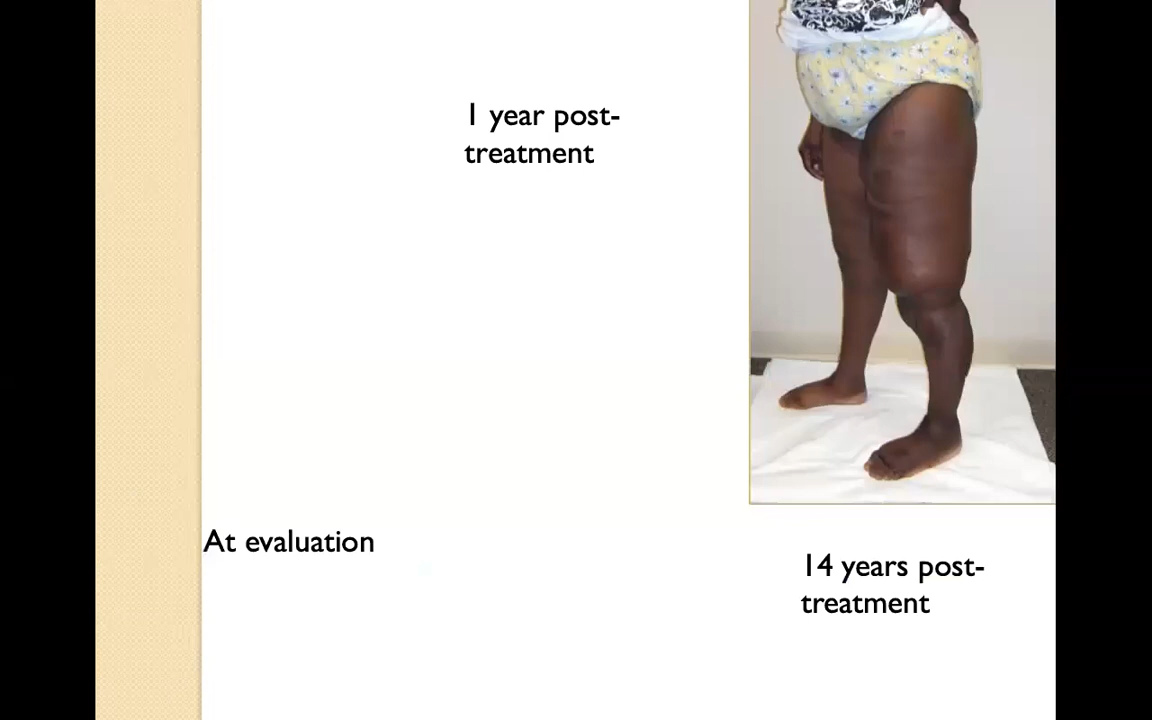 1 year post-
treatment
At evaluation
14 years post-
treatment